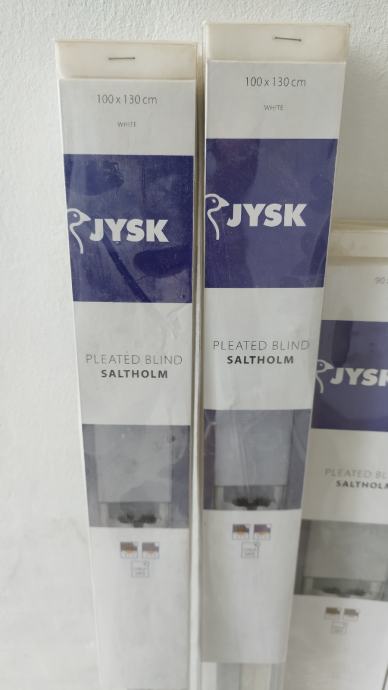 100 x 130 cm
WHITE
JYSK
PLEATED BLIND
SALTHOLM
100 x 130 cm
WHITE
JYSK
PLEATED BLIND
SALTHOLM
90
JYSK
PLEATED BL
SALTHOLM